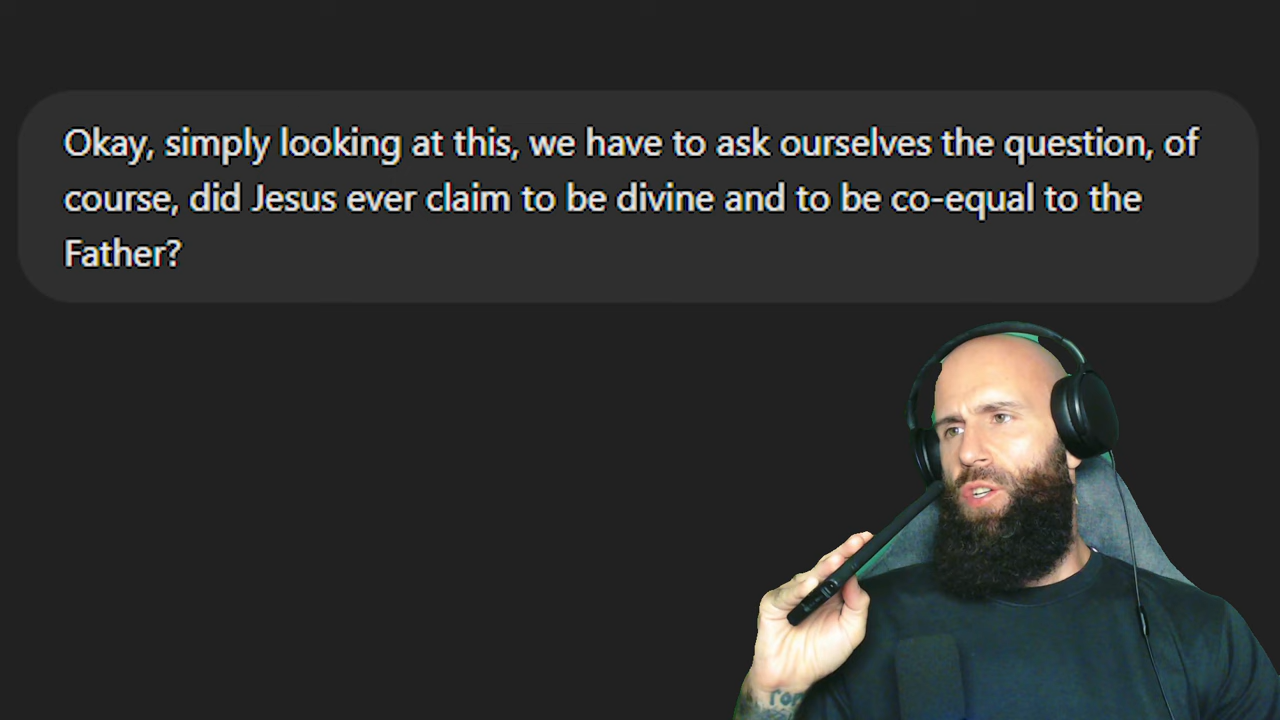 Okay, simply looking at this, we have to ask ourselves the question, of
course, did Jesus ever claim to be divine and to be co-equal to the
Father?